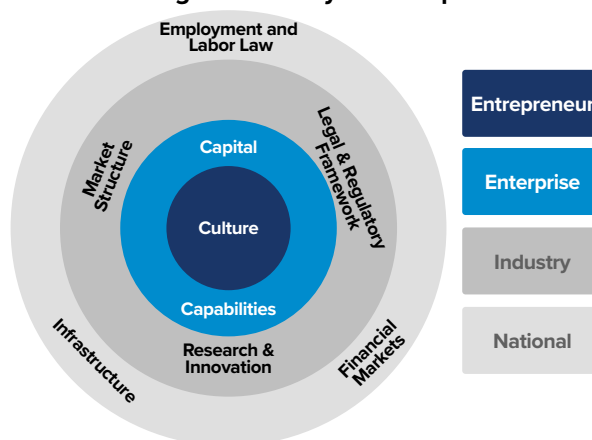 Employment and
Labor Law
Market
Structure
Legal & Regulatory
Framework
Capital
Culture
Capabilities
Research &
Innovation
Infrastructure
Financial
Markets
Entrepreneur
Enterprise
Industry
National